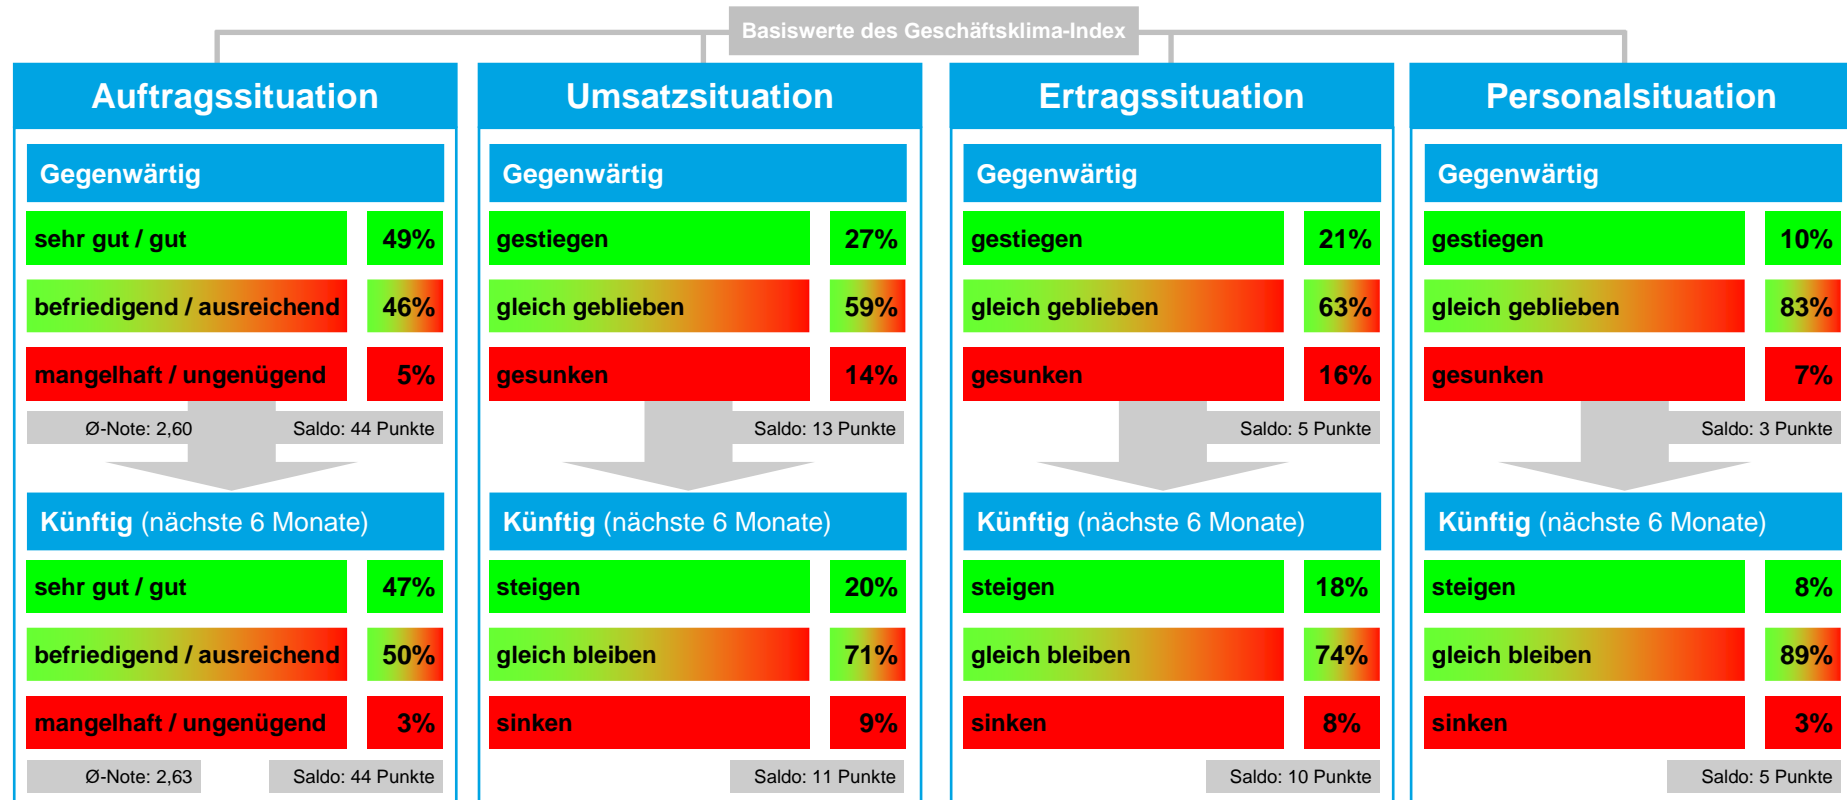 Basiswerte des Geschäftsklima-Index
Auftragssituation
Gegenwärtig
sehr gut / gut 49%
befriedigend / ausreichend 46%
mangelhaft / ungenügend 5%
Ø-Note: 2,60 Saldo: 44 Punkte
Künftig (nächste 6 Monate)
sehr gut / gut 47%
befriedigend / ausreichend 50%
mangelhaft / ungenügend 3%
Ø-Note: 2,63 Saldo: 44 Punkte
Umsatzsituation
Gegenwärtig
gestiegen 27%
gleich geblieben 59%
gesunken 14%
Saldo: 13 Punkte
Künftig (nächste 6 Monate)
steigen 20%
gleich bleiben 71%
sinken 9%
Saldo: 11 Punkte
Ertragssituation
Gegenwärtig
gestiegen 21%
gleich geblieben 63%
gesunken 16%
Saldo: 5 Punkte
Künftig (nächste 6 Monate)
steigen 18%
gleich bleiben 74%
sinken 8%
Saldo: 10 Punkte
Personalsituation
Gegenwärtig
gestiegen 10%
gleich geblieben 83%
gesunken 7%
Saldo: 3 Punkte
Künftig (nächste 6 Monate)
steigen 8%
gleich bleiben 89%
sinken 3%
Saldo: 5 Punkte